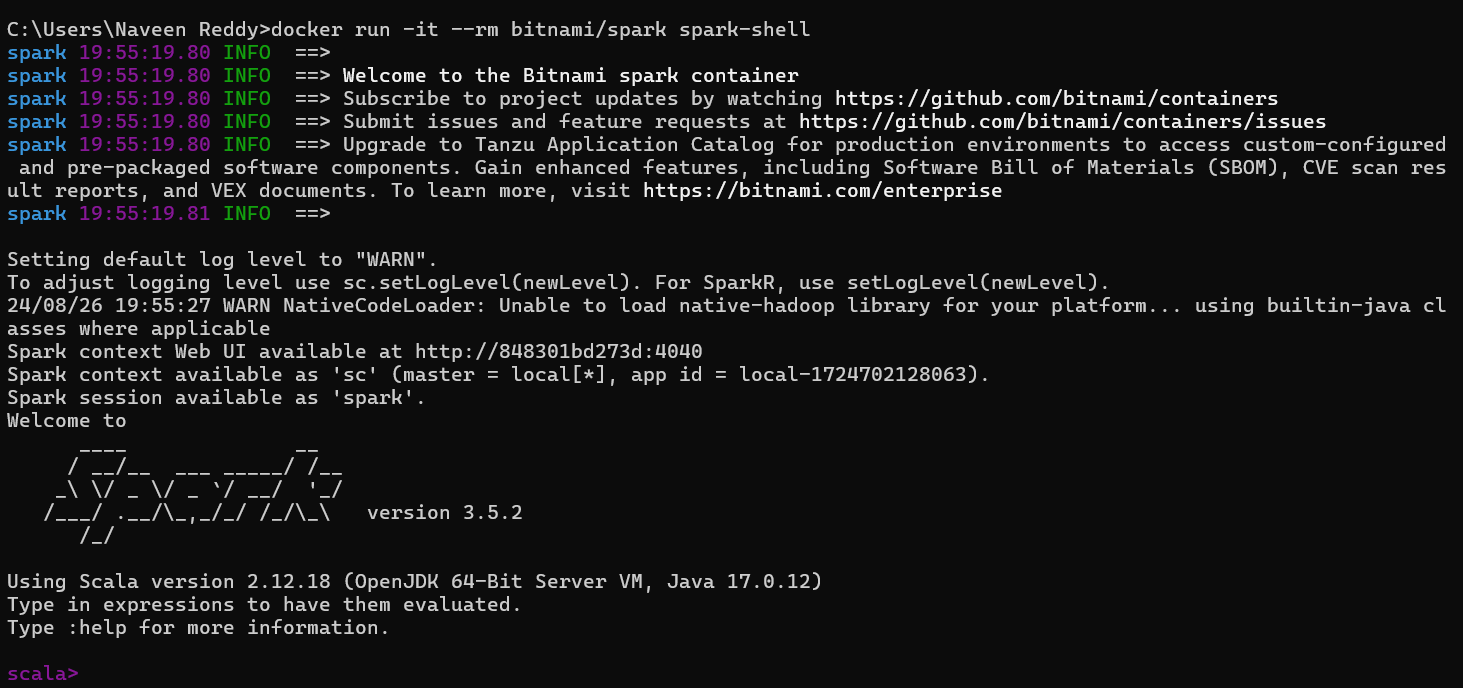 C:\Users\Naveen Reddy>docker run -it --rm bitnami/spark spark-shell
spark 19:55:19.80 INFO  ==>
spark 19:55:19.80 INFO  ==> Welcome to the Bitnami spark container
spark 19:55:19.80 INFO  ==> Subscribe to project updates by watching https://github.com/bitnami/containers
spark 19:55:19.80 INFO  ==> Submit issues and feature requests at https://github.com/bitnami/containers/issues
spark 19:55:19.80 INFO  ==> Upgrade to Tanzu Application Catalog for production environments to access custom-configured
 and pre-packaged software components. Gain enhanced features, including Software Bill of Materials (SBOM), CVE scan res
ult reports, and VEX documents. To learn more, visit https://bitnami.com/enterprise
spark 19:55:19.81 INFO  ==>

Setting default log level to "WARN".
To adjust logging level use sc.setLogLevel(newLevel). For SparkR, use setLogLevel(newLevel).
24/08/26 19:55:27 WARN NativeCodeLoader: Unable to load native-hadoop library for your platform... using builtin-java cl
asses where applicable
Spark context Web UI available at http://848301bd273d:4040
Spark context available as 'sc' (master = local[*], app id = local-1724702128063).
Spark session available as 'spark'.
Welcome to
      ____              __
     / __/__  ___ _____/ /__
    _\ \/ _ \/ _ `/ __/  '_/
   /___/ .__/\_,_/_/ /_/\_\   version 3.5.2
      /_/

Using Scala version 2.12.18 (OpenJDK 64-Bit Server VM, Java 17.0.12)
Type in expressions to have them evaluated.
Type :help for more information.

scala>